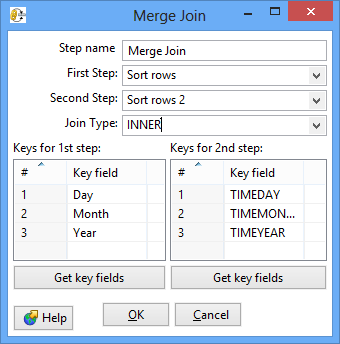 Merge Join
Step name Merge Join
First Step: Sort rows
Second Step: Sort rows 2
Join Type: INNER
Keys for 1st step: Keys for 2nd step:
# Key field # Key field
1 Day 1 TIMEDAY
2 Month 2 TIMEMON...
3 Year 3 TIMEYEAR
Get key fields Get key fields
Help OK Cancel